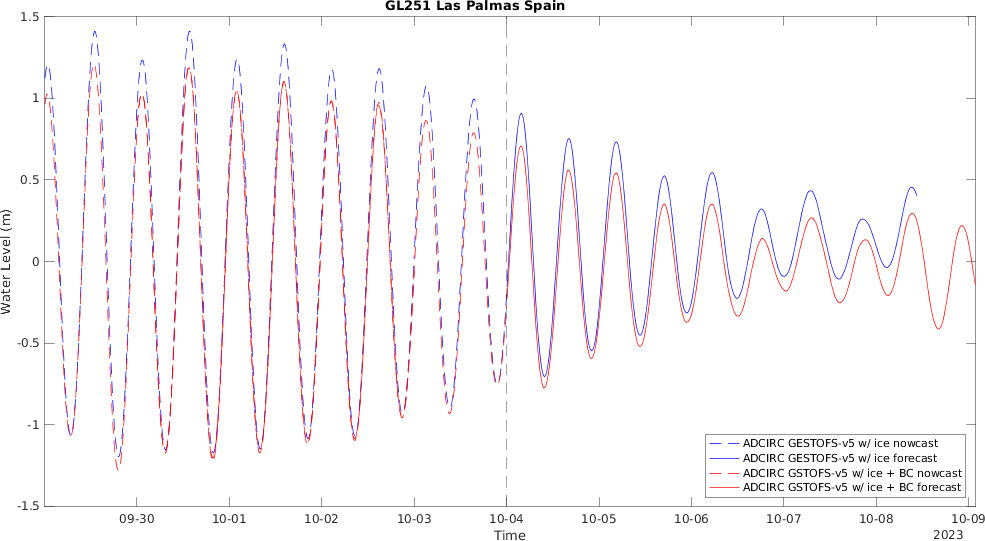 GL251 Las Palmas Spain
1.5
1
0.5
0
-0.5
-1
-1.5
Water Level (m)
09-30
10-01
10-02
10-03
10-04
10-05
10-06
10-07
10-08
10-09
Time
2023
ADCIRC GESTOFS-v5 w/ ice nowcast
ADCIRC GESTOFS-v5 w/ ice forecast
ADCIRC GSTOFS-v5 w/ ice + BC nowcast
ADCIRC GSTOFS-v5 w/ ice + BC forecast